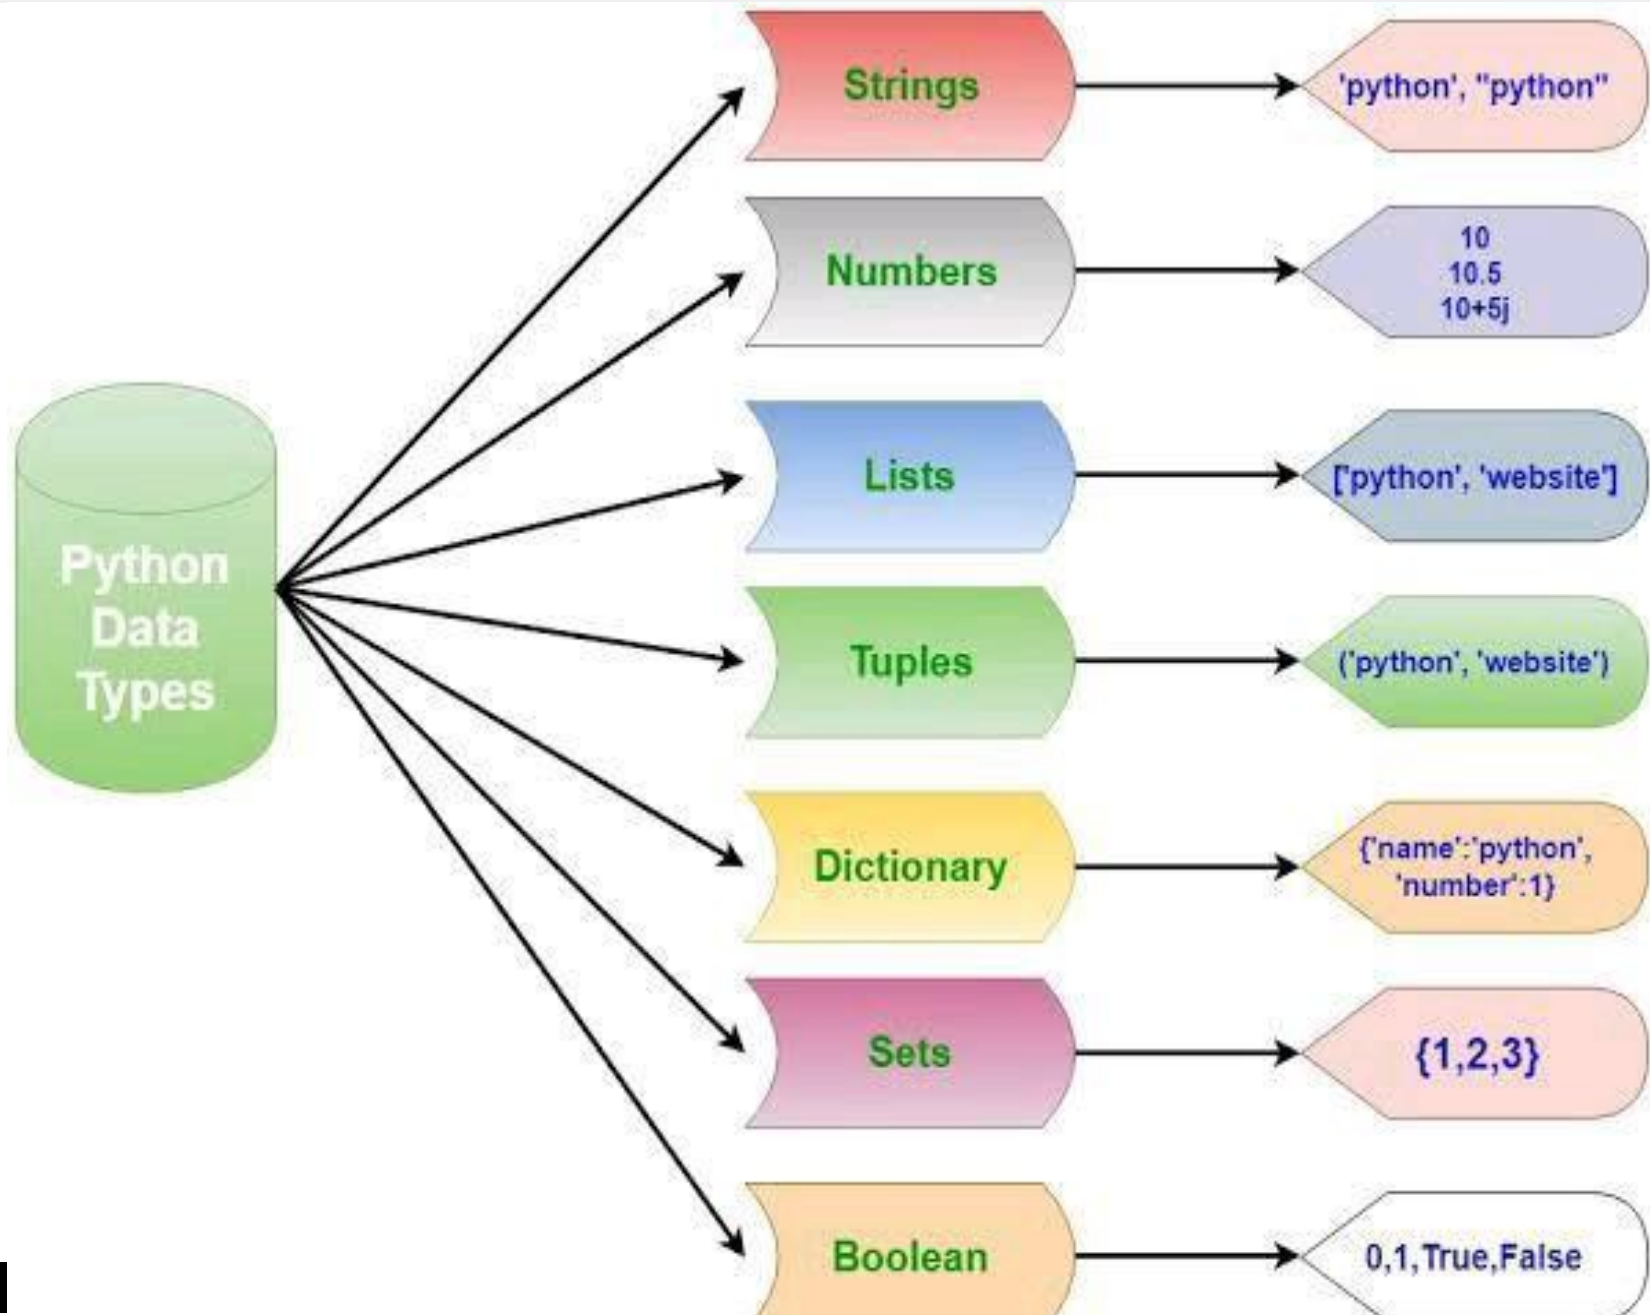 Python
Data
Types
Strings
'python', "python"
Numbers
10
10.5
10+5j
Lists
['python', 'website']
Tuples
('python', 'website')
Dictionary
{'name':'python',
'number':1}
Sets
{1,2,3}
Boolean
0,1,True,False